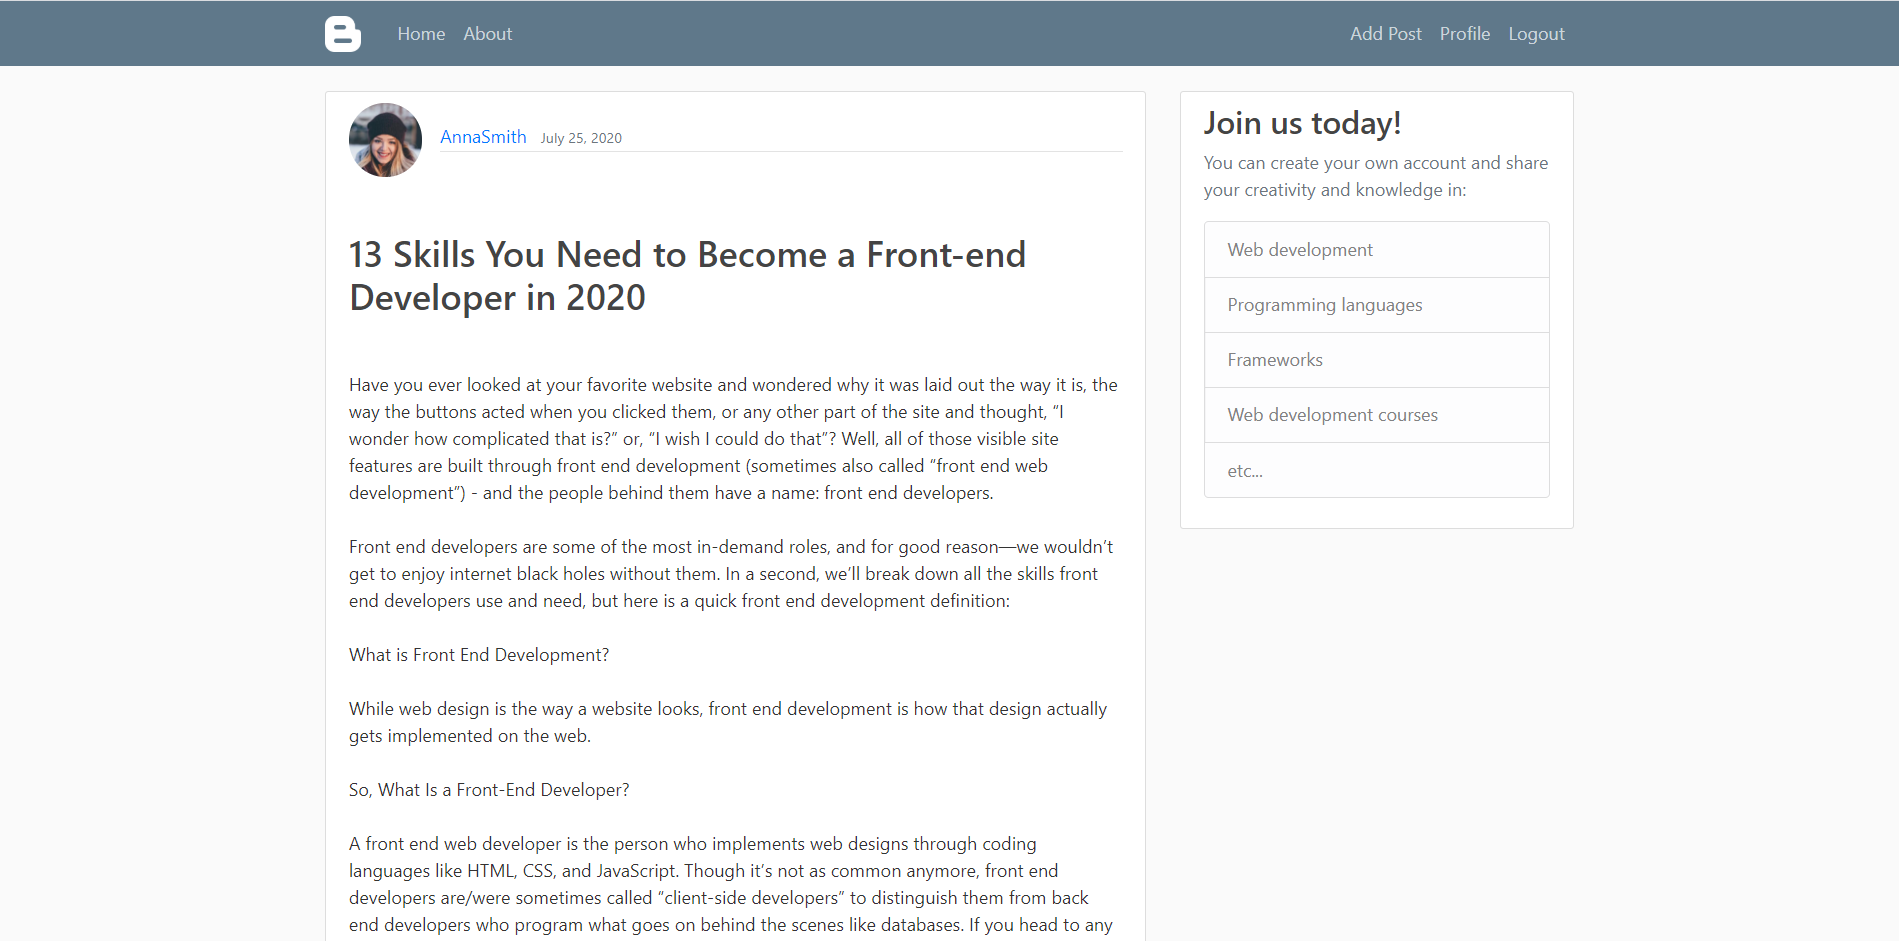 Home About Add Post Profile Logout
AnnaSmith July 25, 2020
13 Skills You Need to Become a Front-end
Developer in 2020
Have you ever looked at your favorite website and wondered why it was laid out the way it is, the
way the buttons acted when you clicked them, or any other part of the site and thought, “I
wonder how complicated that is?” or, “I wish I could do that”? Well, all of those visible site
features are built through front end development (sometimes also called “front end web
development”) - and the people behind them have a name: front end developers.
Front end developers are some of the most in-demand roles, and for good reason—we wouldn’t
get to enjoy internet black holes without them. In a second, we’ll break down all the skills front
end developers use and need, but here is a quick front end development definition:
What is Front End Development?
While web design is the way a website looks, front end development is how that design actually
gets implemented on the web.
So, What Is a Front-End Developer?
A front end web developer is the person who implements web designs through coding
languages like HTML, CSS, and JavaScript. Though it’s not as common anymore, front end
developers are/were sometimes called “client-side developers” to distinguish them from back
end developers who program what goes on behind the scenes like databases. If you head to any
Join us today!
You can create your own account and share
your creativity and knowledge in:
Web development
Programming languages
Frameworks
Web development courses
etc...